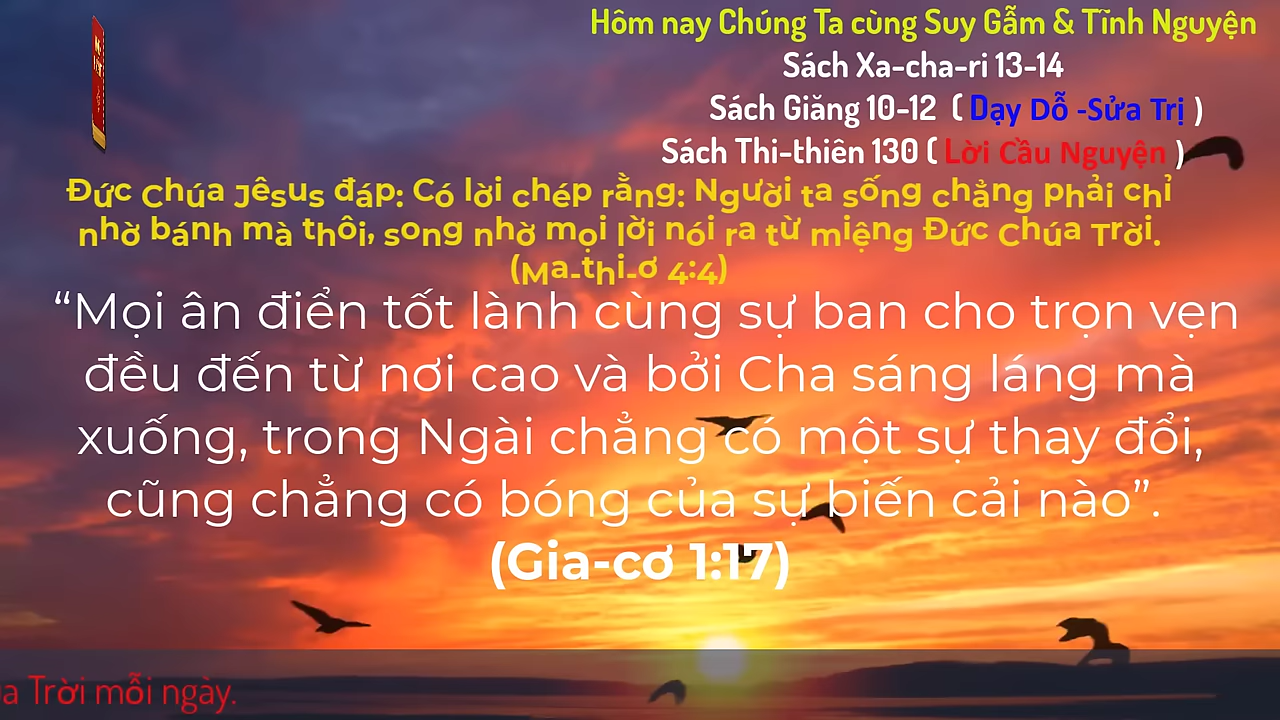 Hôm nay Chúng Ta cùng Suy Gẫm & Tĩnh Nguyện
Sách Xa-cha-ri 13-14
Sách Giăng 10-12 ( Dạy Dỗ -Sửa Trị )
Sách Thi-thiên 130 ( Lời Cầu Nguyện )
Đức Chúa Jêsus đáp: Có lời chép rằng: Người ta sống chẳng phải chỉ
nhờ bánh mà thôi, song nhờ mọi lời nói ra từ miệng Đức Chúa Trời.
(Ma-thi-ơ 4:4)
“Mọi ân điển tốt lành cùng sự ban cho trọn vẹn
đều đến từ nơi cao và bởi Cha sáng láng mà
xuống, trong Ngài chẳng có một sự thay đổi,
cũng chẳng có bóng của sự biến cải nào”.
(Gia-cơ 1:17)
Trời mỗi ngày.